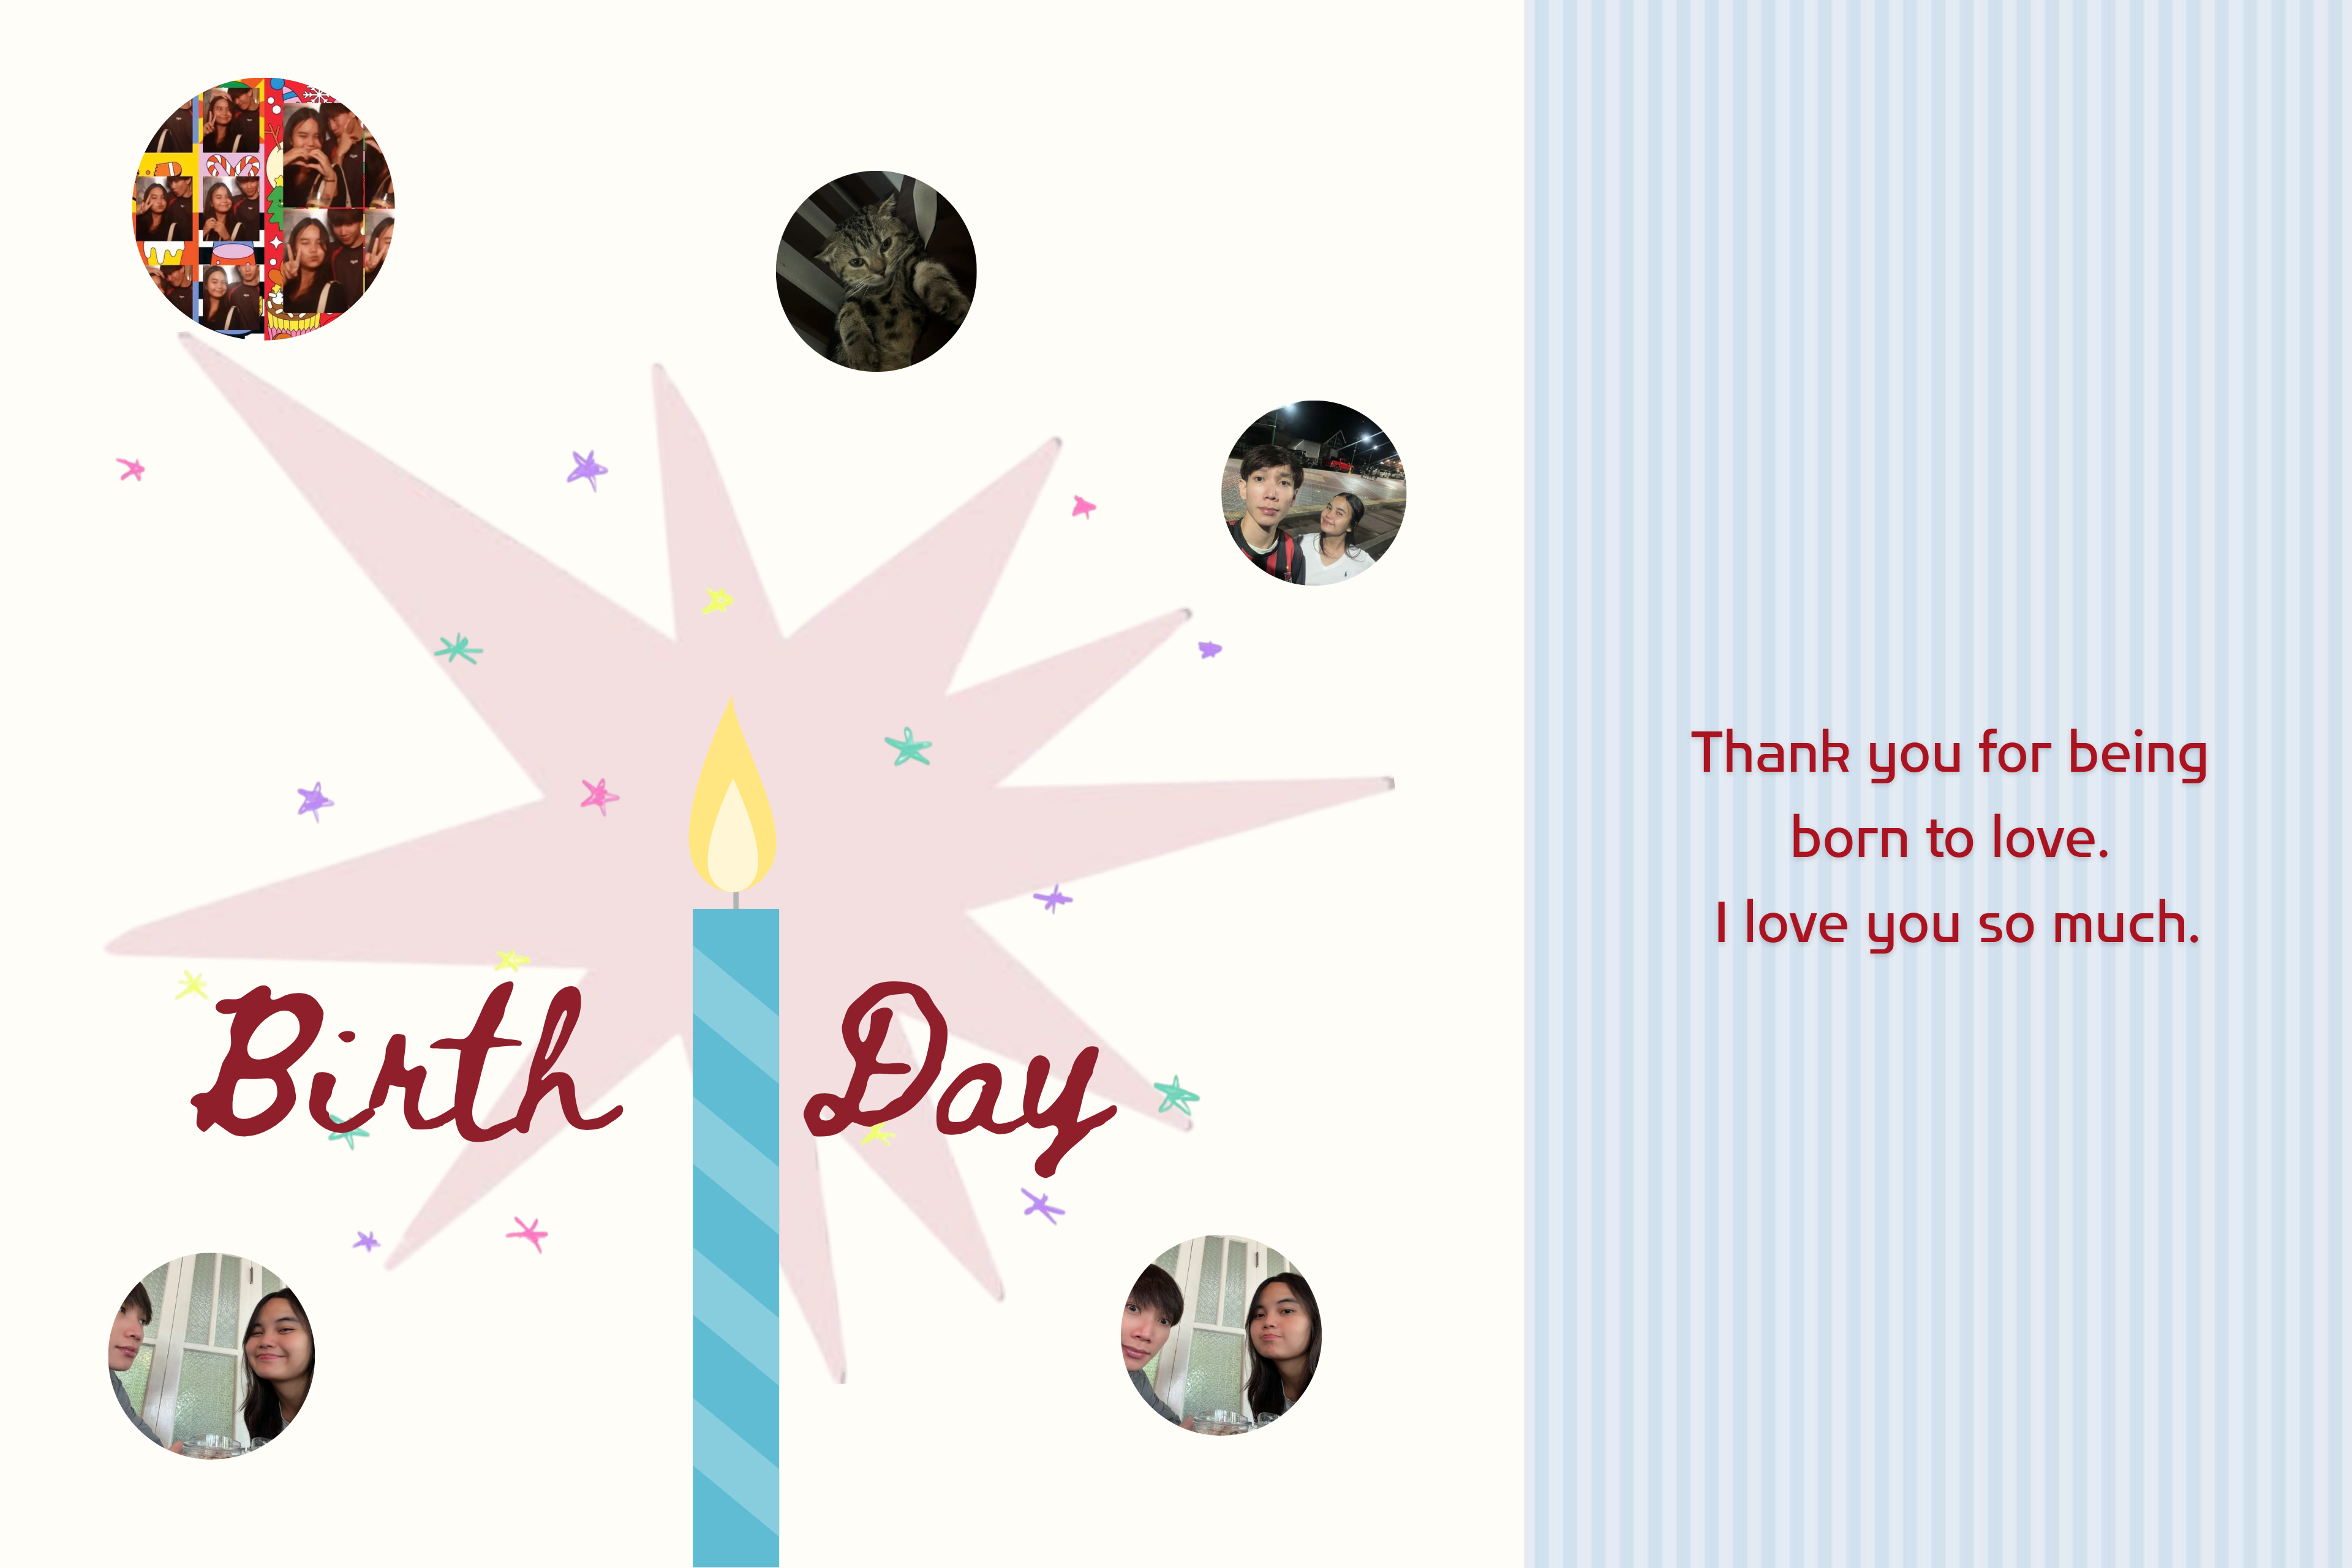 Birth Day
Thank you for being
born to love.
I love you so much.